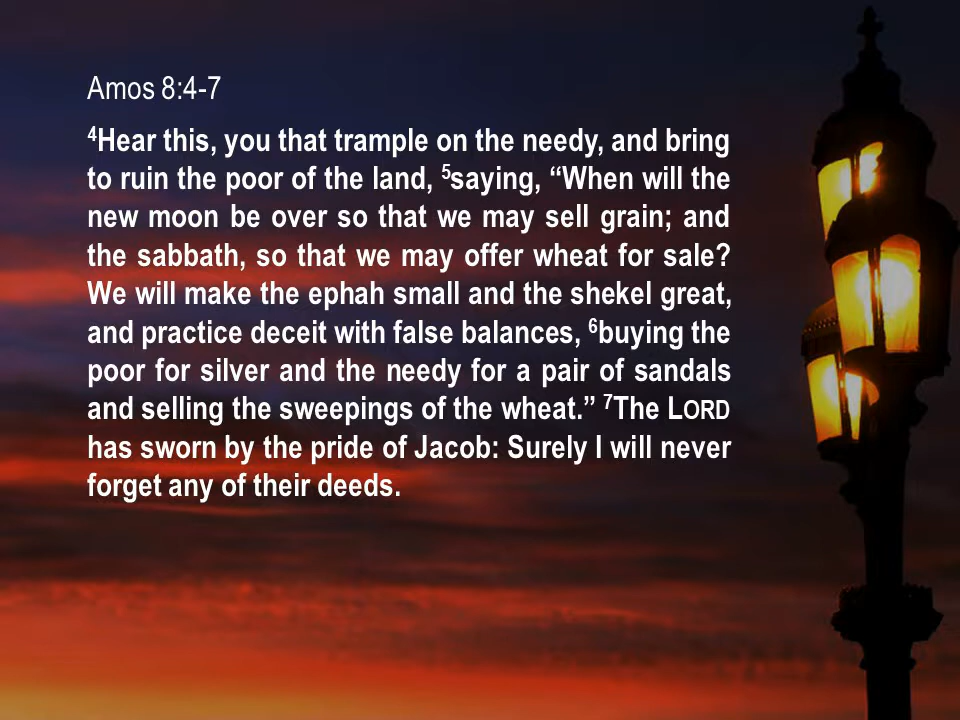 Amos 8:4-7
⁴Hear this, you that trample on the needy, and bring
to ruin the poor of the land, ⁵saying, “When will the
new moon be over so that we may sell grain; and
the sabbath, so that we may offer wheat for sale?
We will make the ephah small and the shekel great,
and practice deceit with false balances, ⁶buying the
poor for silver and the needy for a pair of sandals
and selling the sweepings of the wheat.” ⁷The LORD
has sworn by the pride of Jacob: Surely I will never
forget any of their deeds.